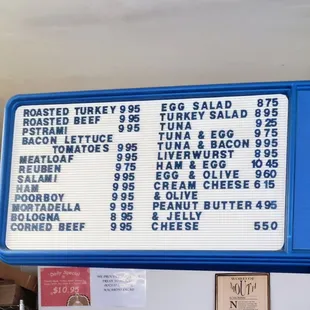 ROASTED TURKEY 9 95
ROASTED BEEF 9 95
PSTRAMI 9 95
BACON LETTUCE
TOMATOES 9 95
MEATLOAF 9 95
REUBEN 9 75
SALAMI 9 95
HAM 9 95
POORBOY 9 95
MORTADELLA 9 95
BOLOGNA 8 95
CORNED BEEF 9 95
EGG SALAD 8 75
TURKEY SALAD 8 95
TUNA 9 25
TUNA & EGG 9 75
TUNA & BACON 9 95
LIVERWURST 8 95
HAM & EGG 10 45
EGG & OLIVE 9 60
CREAM CHEESE 6 15
& OLIVE
PEANUT BUTTER 4 95
& JELLY
CHEESE 5 50
$10.95
YOUTH